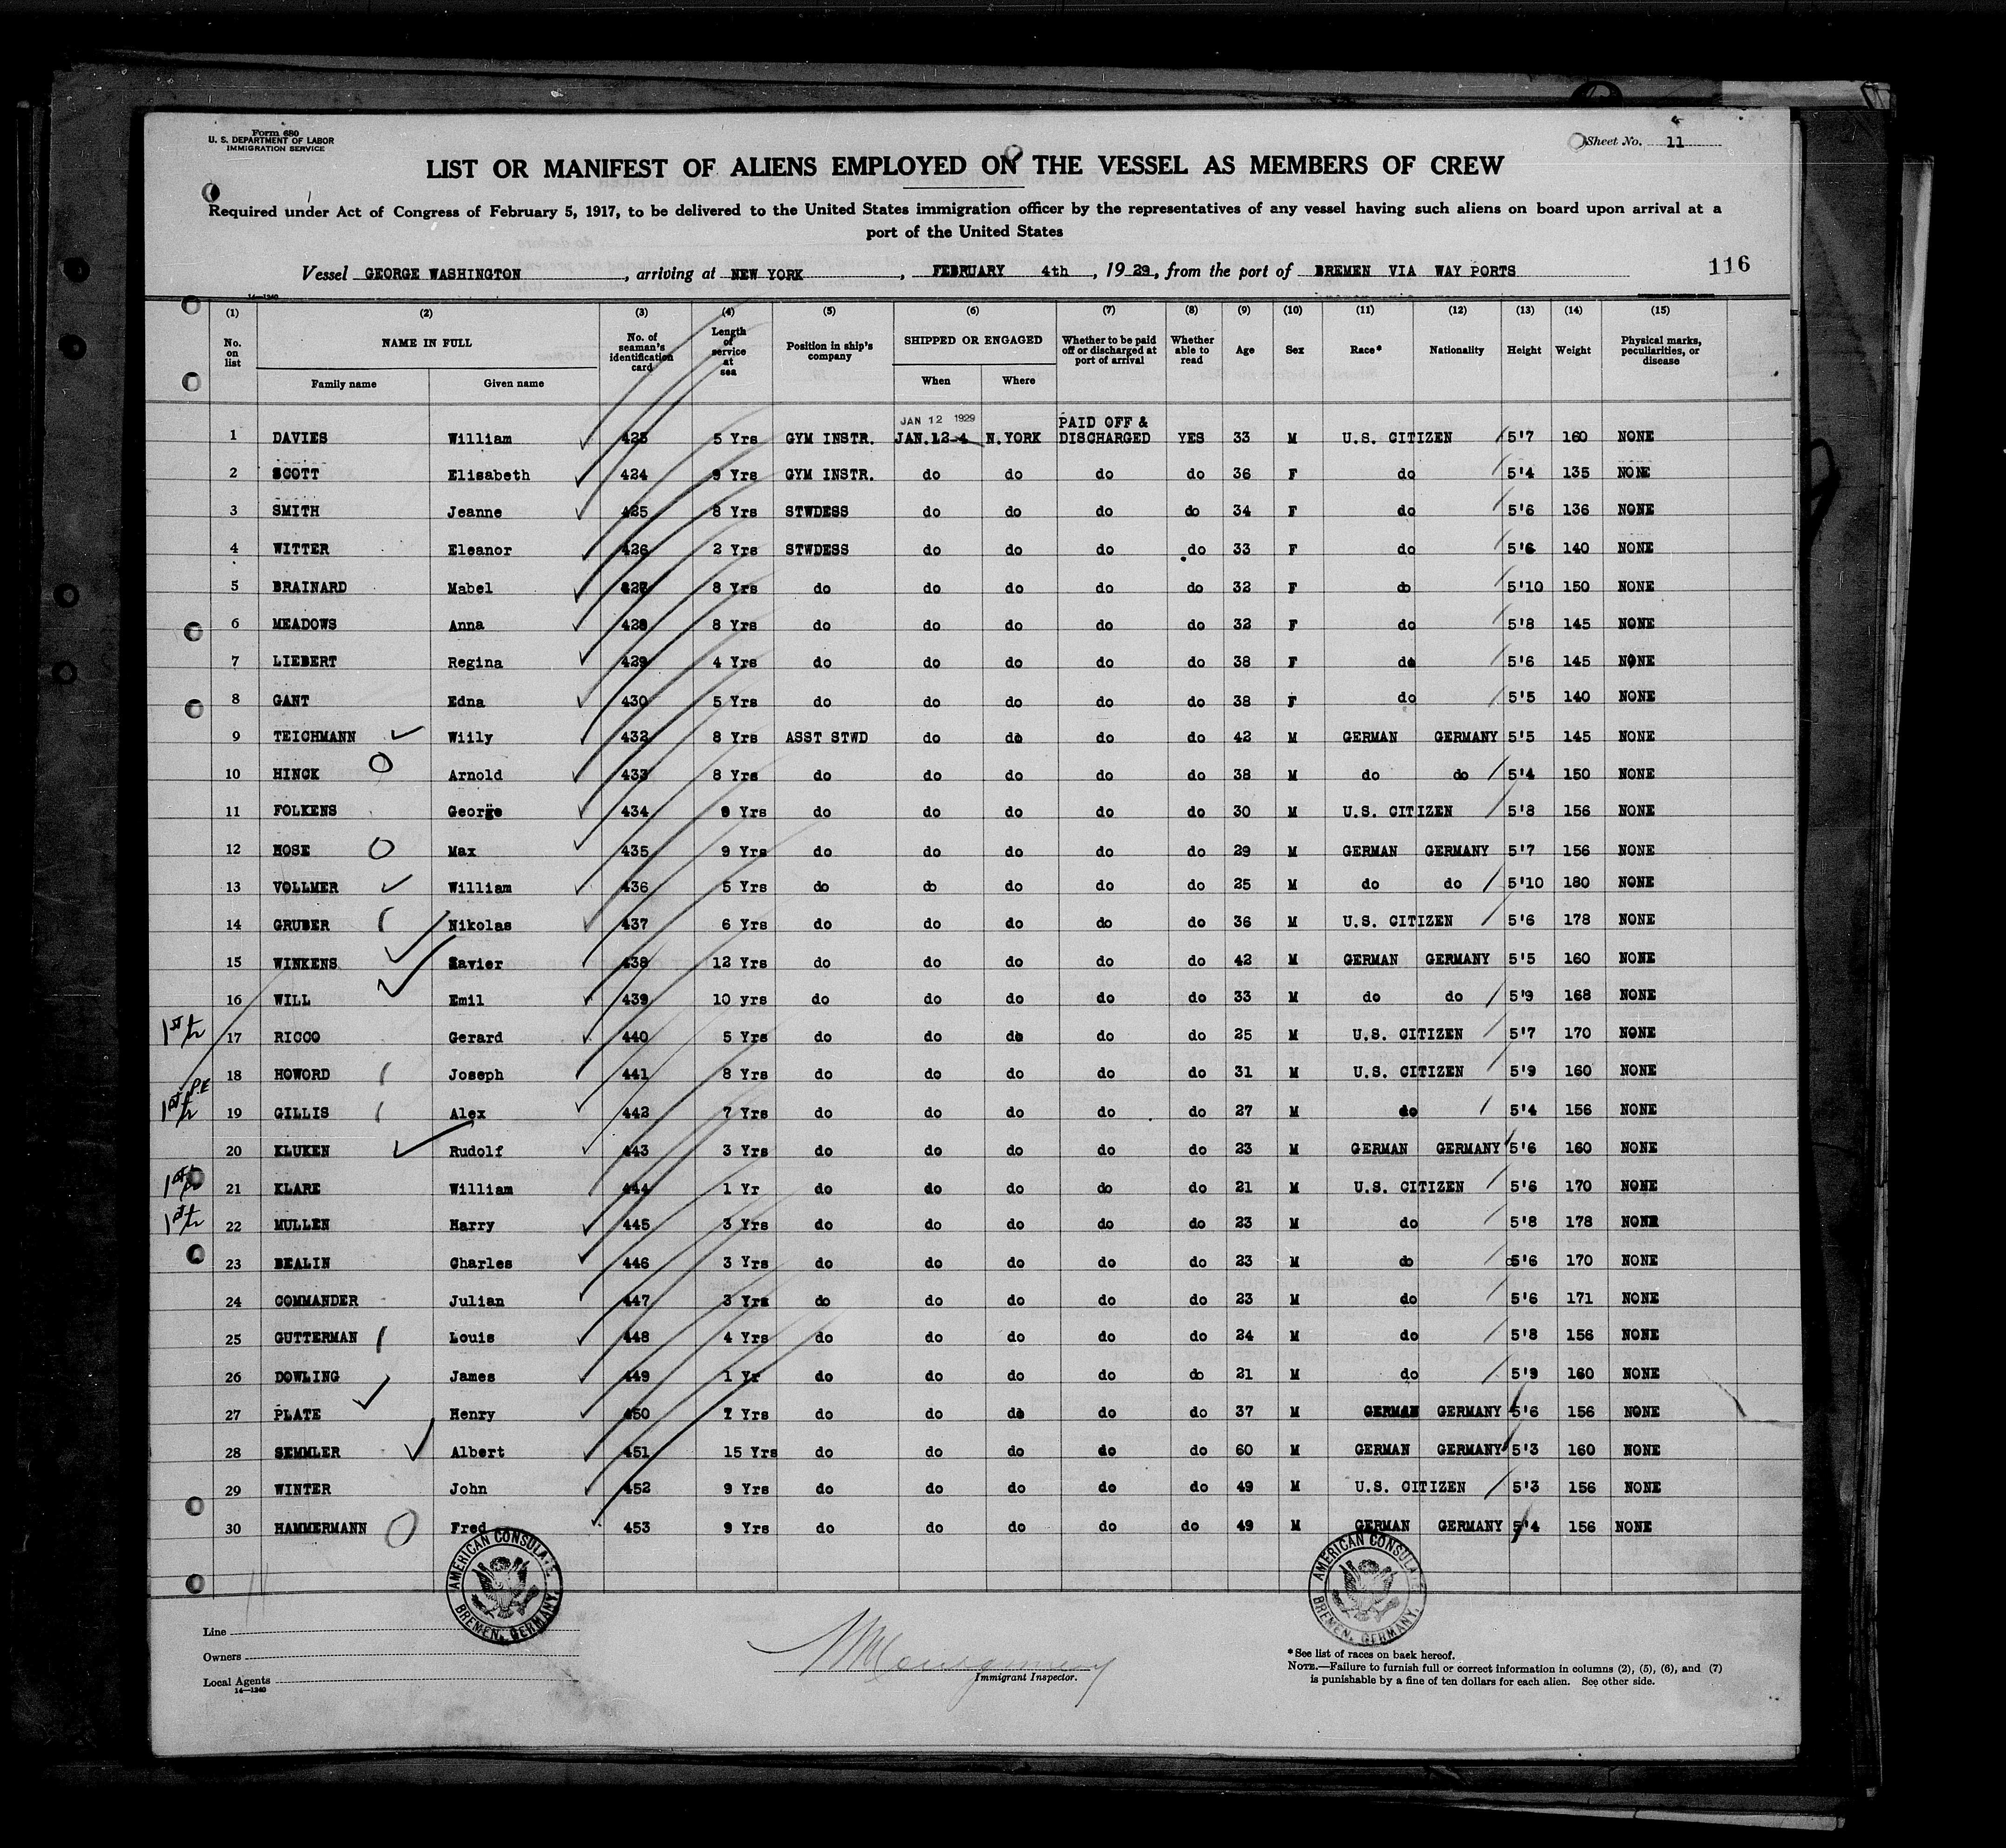 Form 680
U. S. DEPARTMENT OF LABOR
IMMIGRATION SERVICE
Sheet No. 11
LIST OR MANIFEST OF ALIENS EMPLOYED ON THE VESSEL AS MEMBERS OF CREW
Required under Act of Congress of February 5, 1917, to be delivered to the United States immigration officer by the representatives of any vessel having such aliens on board upon arrival at a
port of the United States
Vessel GEORGE WASHINGTON, arriving at NEW YORK, FEBRUARY 4th, 1929, from the port of BREMEN VIA WAY PORTS
116
14—1240
(1) (2) (3) (4) (5) (6) (7) (8) (9) (10) (11) (12) (13) (14) (15)
No. on list NAME IN FULL Family name Given name No. of seaman's identification card Length of service at sea Position in ship's company SHIPPED OR ENGAGED When Where Whether to be paid off or discharged at port of arrival Whether able to read Age Sex Race* Nationality Height Weight Physical marks, peculiarities, or disease
JAN 12 1929 PAID OFF &
1 DAVIES William 423 5 Yrs GYM INSTR. JAN.12-4 N.YORK DISCHARGED YES 33 M U.S. CITIZEN 5'7 160 NONE
2 SCOTT Elisabeth 424 9 Yrs GYM INSTR. do do do do 36 F do 5'4 135 NONE
3 SMITH Jeanne 425 8 Yrs STWDESS do do do do 34 F do 5'6 136 NONE
4 WITTER Eleanor 426 2 Yrs STWDESS do do do do 33 F do 5'6 140 NONE
5 BRAINARD Mabel 427 8 Yrs do do do do do 32 F do 5'10 150 NONE
6 MEADOWS Anna 428 8 Yrs do do do do do 32 F do 5'8 145 NONE
7 LIEBERT Regina 429 4 Yrs do do do do do 38 F do 5'6 145 NONE
8 GANT Edna 430 5 Yrs do do do do do 38 F do 5'5 140 NONE
9 TEICHMANN Willy 432 8 Yrs ASST STWD do do do do 42 M GERMAN GERMANY 5'5 145 NONE
10 HINCK Arnold 433 8 Yrs do do do do do 38 M do do 5'4 150 NONE
11 FOLKENS George 434 9 Yrs do do do do do 30 M U.S. CITIZEN 5'8 156 NONE
12 HOSE Max 435 9 Yrs do do do do do 29 M GERMAN GERMANY 5'7 156 NONE
13 VOLLMER William 436 5 Yrs do do do do do 25 M do do 5'10 180 NONE
14 GRUBER Nikolas 437 6 Yrs do do do do do 36 M U.S. CITIZEN 5'6 178 NONE
15 WINKENS Xavier 438 12 Yrs do do do do do 42 M GERMAN GERMANY 5'5 160 NONE
16 WILL Emil 439 10 yrs do do do do do 33 M do do 5'9 168 NONE
17 RICCO Gerard 440 5 Yrs do do do do do 25 M U.S. CITIZEN 5'7 170 NONE
18 HOWORD Joseph 441 8 Yrs do do do do do 31 M U.S. CITIZEN 5'9 160 NONE
19 GILLIS Alex 442 7 Yrs do do do do do 27 M do 5'4 156 NONE
20 KLUKEN Rudolf 443 3 Yrs do do do do do 23 M GERMAN GERMANY 5'6 160 NONE
21 KLARE William 444 1 Yr do do do do do 21 M U.S. CITIZEN 5'6 170 NONE
22 MULLEN Harry 445 3 Yrs do do do do do 23 M do 5'8 178 NONE
23 BEALIN Charles 446 3 Yrs do do do do do 23 M do 5'6 170 NONE
24 COMMANDER Julian 447 3 Yrs do do do do do 23 M do 5'6 171 NONE
25 GUTTERMAN Louis 448 4 Yrs do do do do do 24 M do 5'8 156 NONE
26 DOWLING James 449 1 Yr do do do do do 21 M do 5'9 160 NONE
27 PLATE Henry 450 7 Yrs do do do do do 37 M GERMAN GERMANY 5'6 156 NONE
28 SEMMLER Albert 451 15 Yrs do do do do do 60 M GERMAN GERMANY 5'3 160 NONE
29 WINTER John 452 9 Yrs do do do do do 49 M U.S. CITIZEN 5'3 156 NONE
30 HAMMERMANN Fred 453 9 Yrs do do do do do 49 M GERMAN GERMANY 5'4 156 NONE
AMERICAN CONSULATE BREMEN, GERMANY.
AMERICAN CONSULATE BREMEN, GERMANY.
Line
Owners
Local Agents
14—1240
Montgomery
Immigrant Inspector.
*See list of races on back hereof.
NOTE.—Failure to furnish full or correct information in columns (2), (5), (6), and (7)
is punishable by a fine of ten dollars for each alien. See other side.